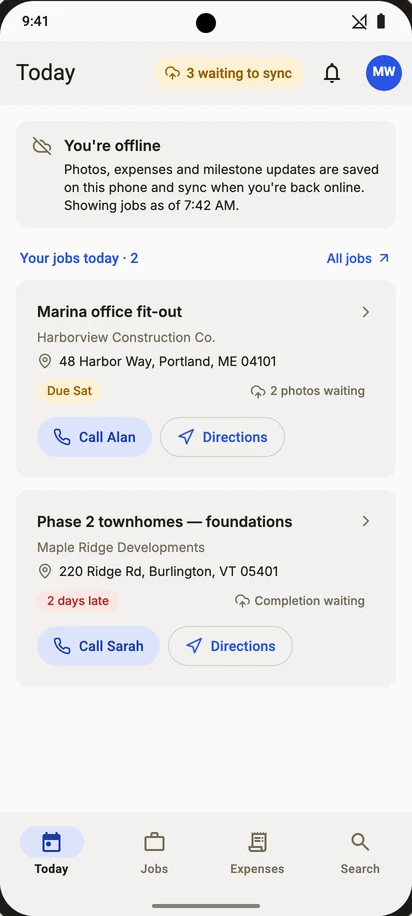 9:41
Today
3 waiting to sync
MW
You're offline
Photos, expenses and milestone updates are saved
on this phone and sync when you're back online.
Showing jobs as of 7:42 AM.
Your jobs today · 2
All jobs
Marina office fit-out
Harborview Construction Co.
48 Harbor Way, Portland, ME 04101
Due Sat
2 photos waiting
Call Alan
Directions
Phase 2 townhomes — foundations
Maple Ridge Developments
220 Ridge Rd, Burlington, VT 05401
2 days late
Completion waiting
Call Sarah
Directions
Today
Jobs
Expenses
Search